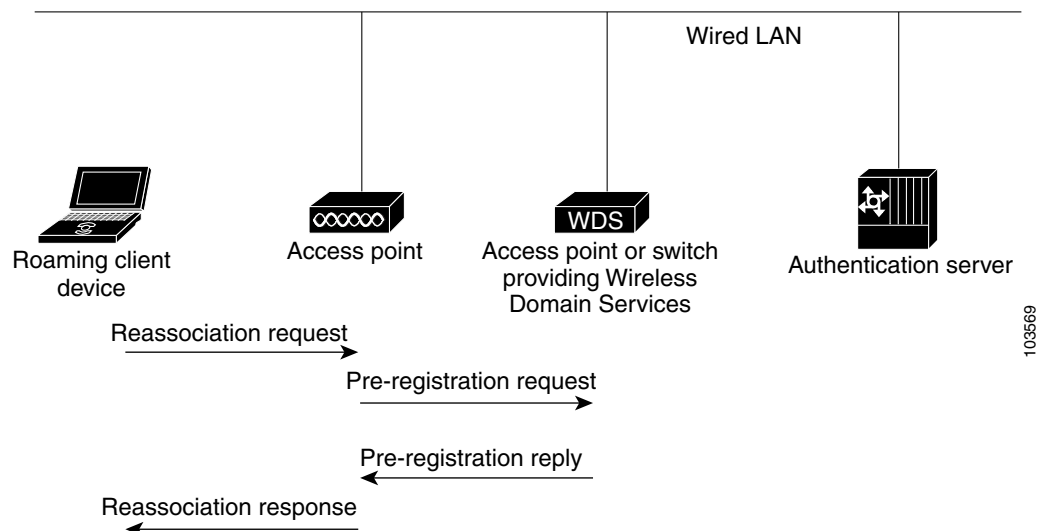 Wired LAN
WDS
Roaming client
device
Access point
Access point or switch
providing Wireless
Domain Services
Authentication server
103569
Reassociation request
Pre-registration request
Pre-registration reply
Reassociation response